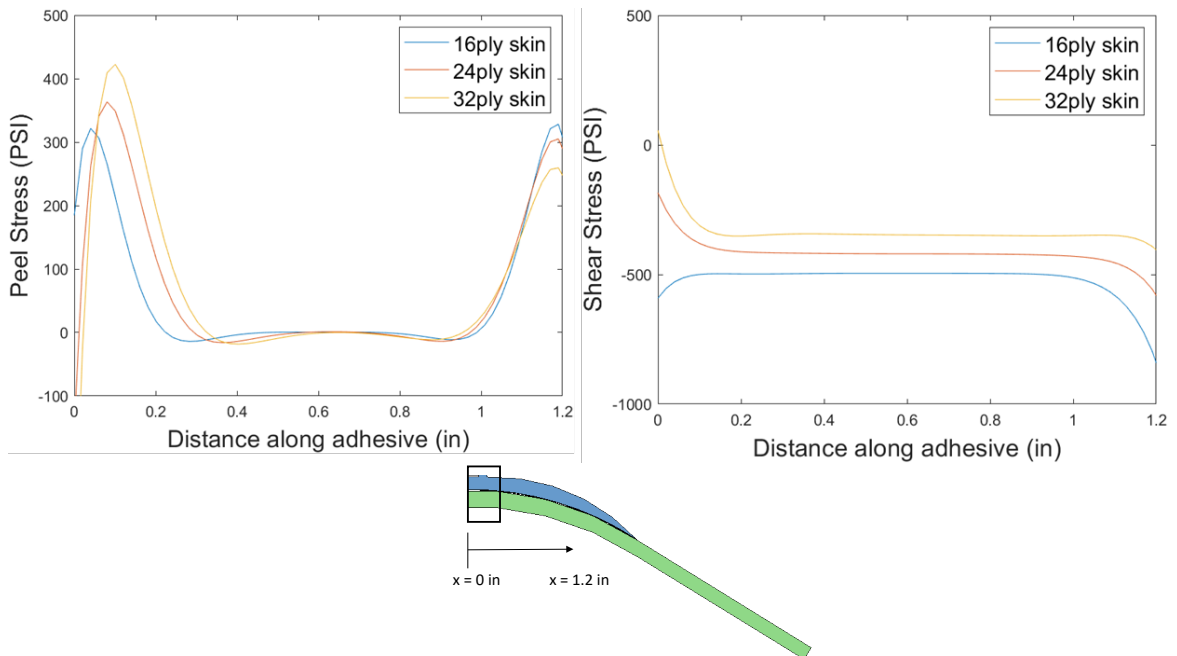 500
400
300
200
100
0
-100
0
0.2
0.4
0.6
0.8
1
1.2
Peel Stress (PSI)
Distance along adhesive (in)
16ply skin
24ply skin
32ply skin
500
0
-500
-1000
0
0.2
0.4
0.6
0.8
1
1.2
Shear Stress (PSI)
Distance along adhesive (in)
16ply skin
24ply skin
32ply skin
x = 0 in
x = 1.2 in